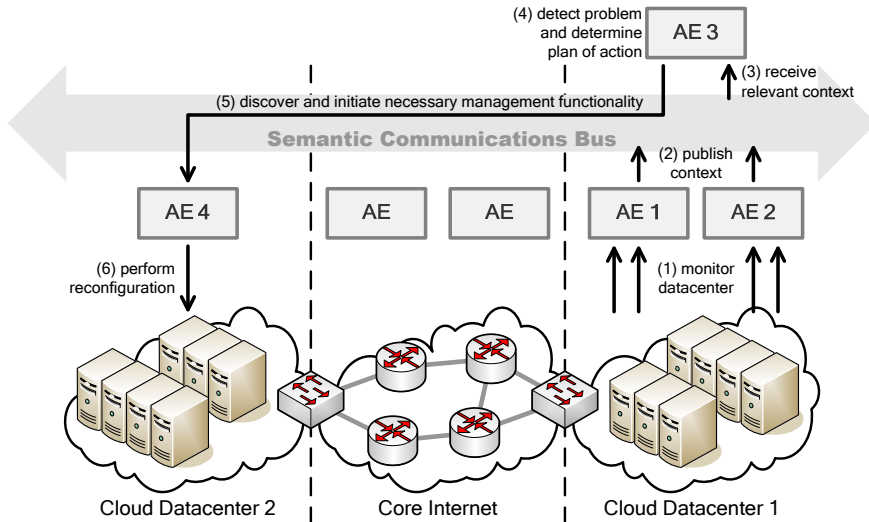 (4) detect problem
and determine
plan of action
AE 3
(3) receive
relevant context
(5) discover and initiate necessary management functionality
Semantic Communications Bus
(2) publish
context
AE 4
AE
AE
AE 1
AE 2
(6) perform
reconfiguration
(1) monitor
datacenter
Cloud Datacenter 2
Core Internet
Cloud Datacenter 1